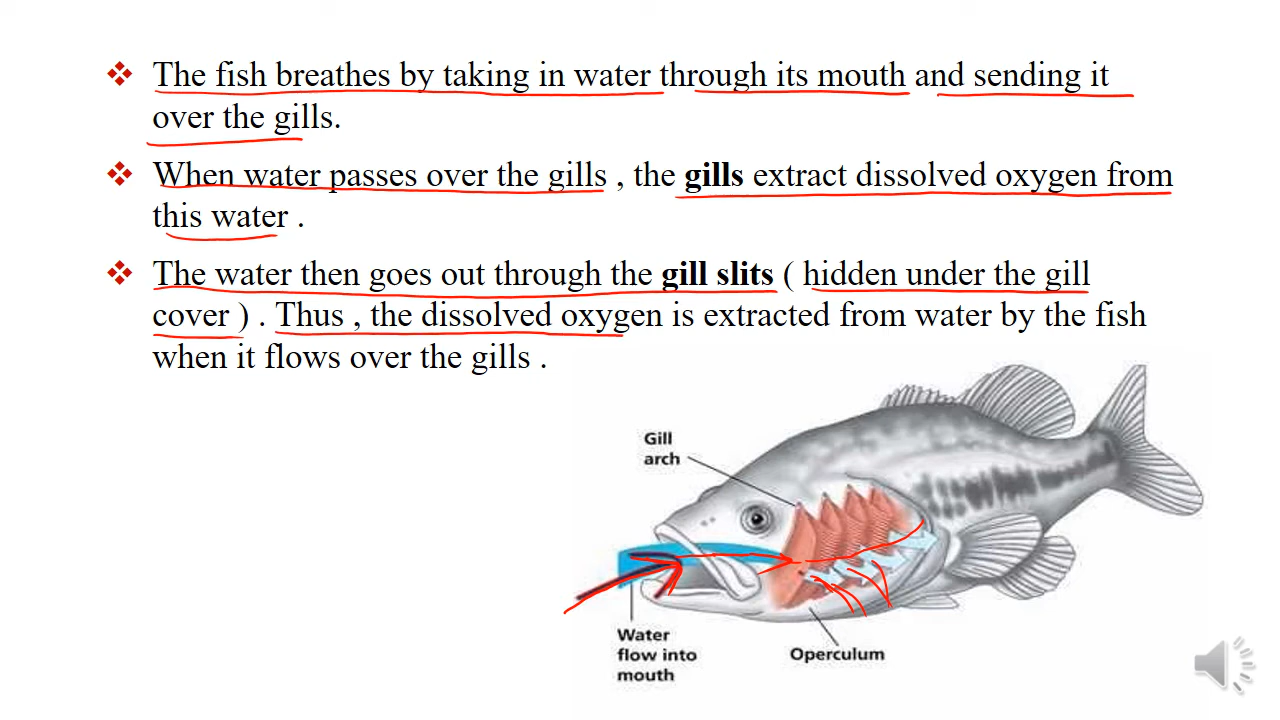 The fish breathes by taking in water through its mouth and sending it
over the gills.
When water passes over the gills , the gills extract dissolved oxygen from
this water .
The water then goes out through the gill slits ( hidden under the gill
cover ) . Thus , the dissolved oxygen is extracted from water by the fish
when it flows over the gills .
Gill
arch
Water
flow into
mouth
Operculum